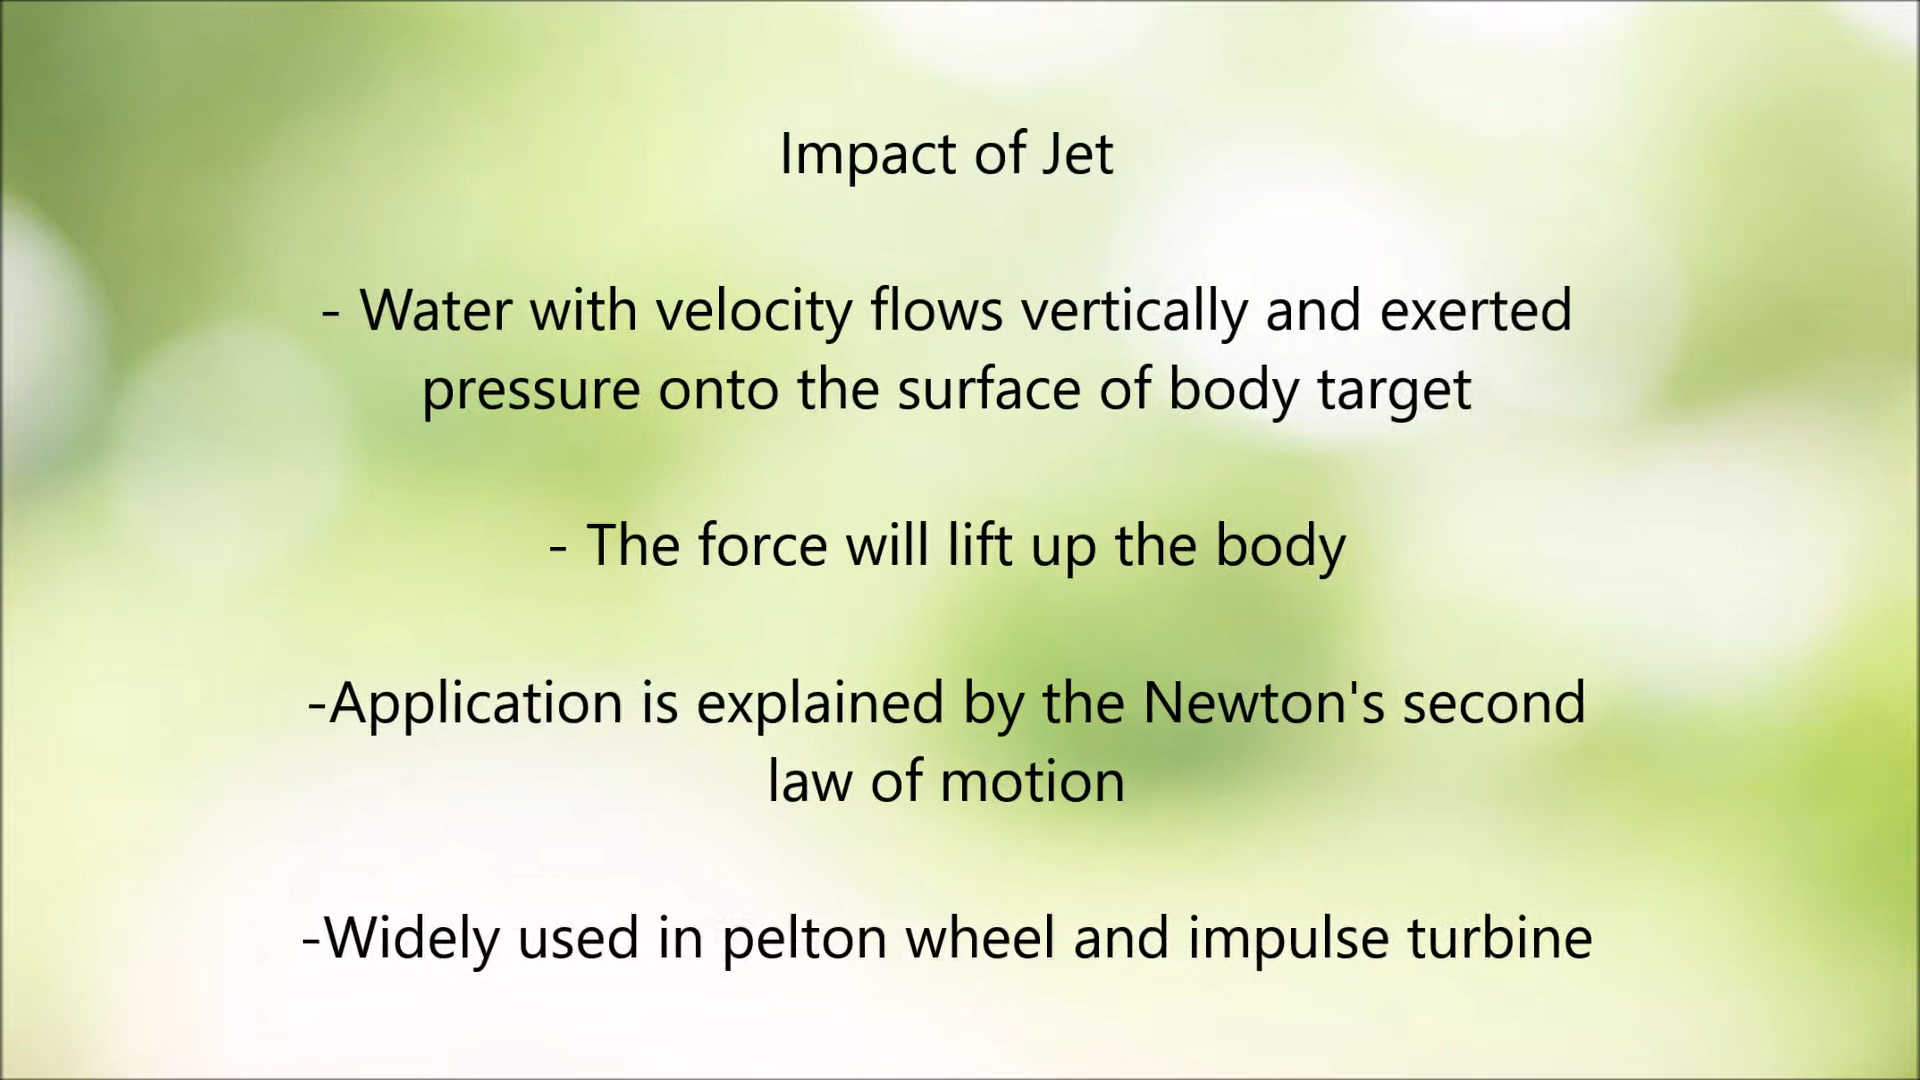 Impact of Jet
- Water with velocity flows vertically and exerted
pressure onto the surface of body target
- The force will lift up the body
-Application is explained by the Newton's second
law of motion
-Widely used in pelton wheel and impulse turbine